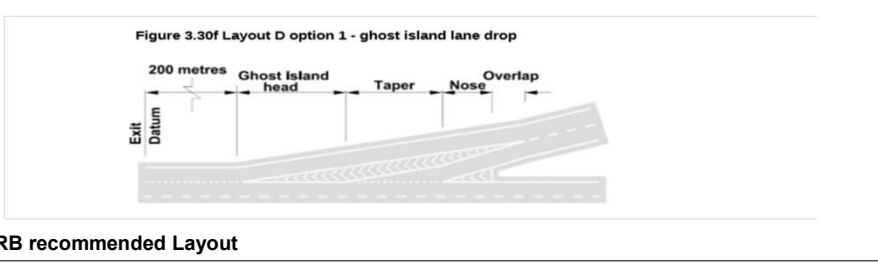 Figure 3.30f Layout D option 1 - ghost island lane drop
200 metres
Ghost Island
head
Taper
Nose
Overlap
Exit
Datum
RB recommended Layout